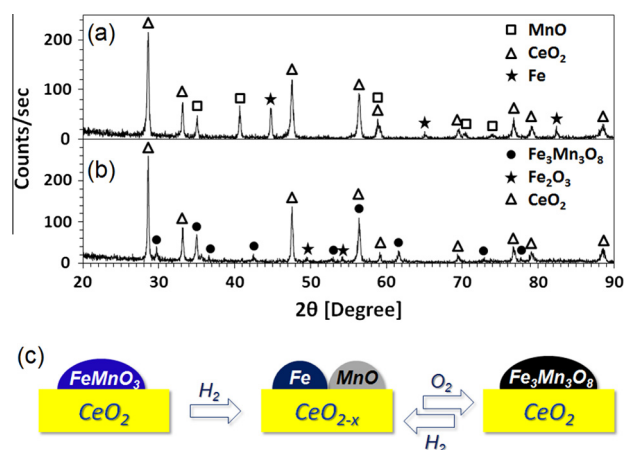 (a)
MnO
CeO₂
Fe
200
100
0
Counts/sec
(b)
Fe₃Mn₃O₈
Fe₂O₃
CeO₂
200
100
0
20 30 40 50 60 70 80 90
2θ [Degree]
(c)
FeMnO₃
CeO₂
H₂
Fe
MnO
CeO₂₋ₓ
O₂
H₂
Fe₃Mn₃O₈
CeO₂